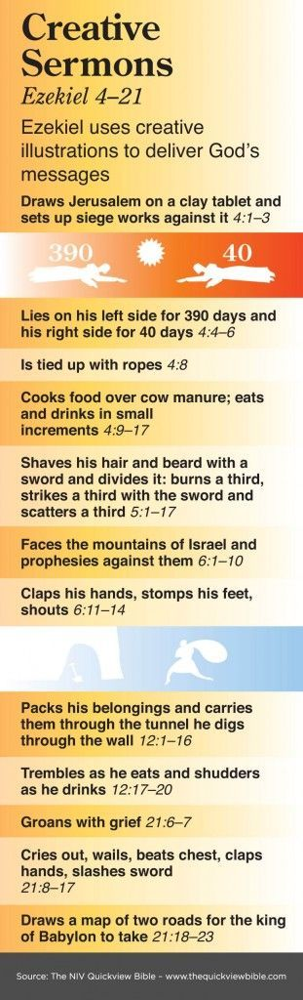 Creative
Sermons
Ezekiel 4–21
Ezekiel uses creative
illustrations to deliver God's
messages
Draws Jerusalem on a clay tablet and
sets up siege works against it 4:1–3
390 40
Lies on his left side for 390 days and
his right side for 40 days 4:4–6
Is tied up with ropes 4:8
Cooks food over cow manure; eats
and drinks in small
increments 4:9–17
Shaves his hair and beard with a
sword and divides it: burns a third,
strikes a third with the sword and
scatters a third 5:1–17
Faces the mountains of Israel and
prophesies against them 6:1–10
Claps his hands, stomps his feet,
shouts 6:11–14
Packs his belongings and carries
them through the tunnel he digs
through the wall 12:1–16
Trembles as he eats and shudders
as he drinks 12:17–20
Groans with grief 21:6–7
Cries out, wails, beats chest, claps
hands, slashes sword
21:8–17
Draws a map of two roads for the king
of Babylon to take 21:18–23
Source: The NIV Quickview Bible – www.thequickviewbible.com